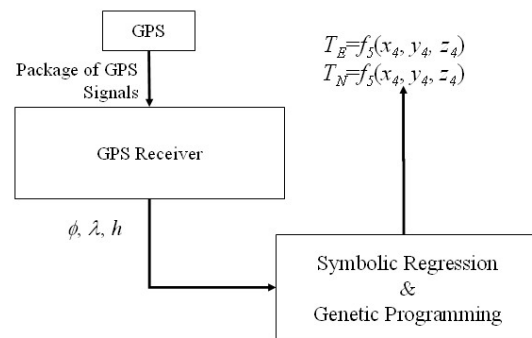 GPS
T_E=f_5(x_4, y_4, z_4)
T_N=f_5(x_4, y_4, z_4)
Package of GPS
Signals
GPS Receiver
ϕ, λ, h
Symbolic Regression
&
Genetic Programming